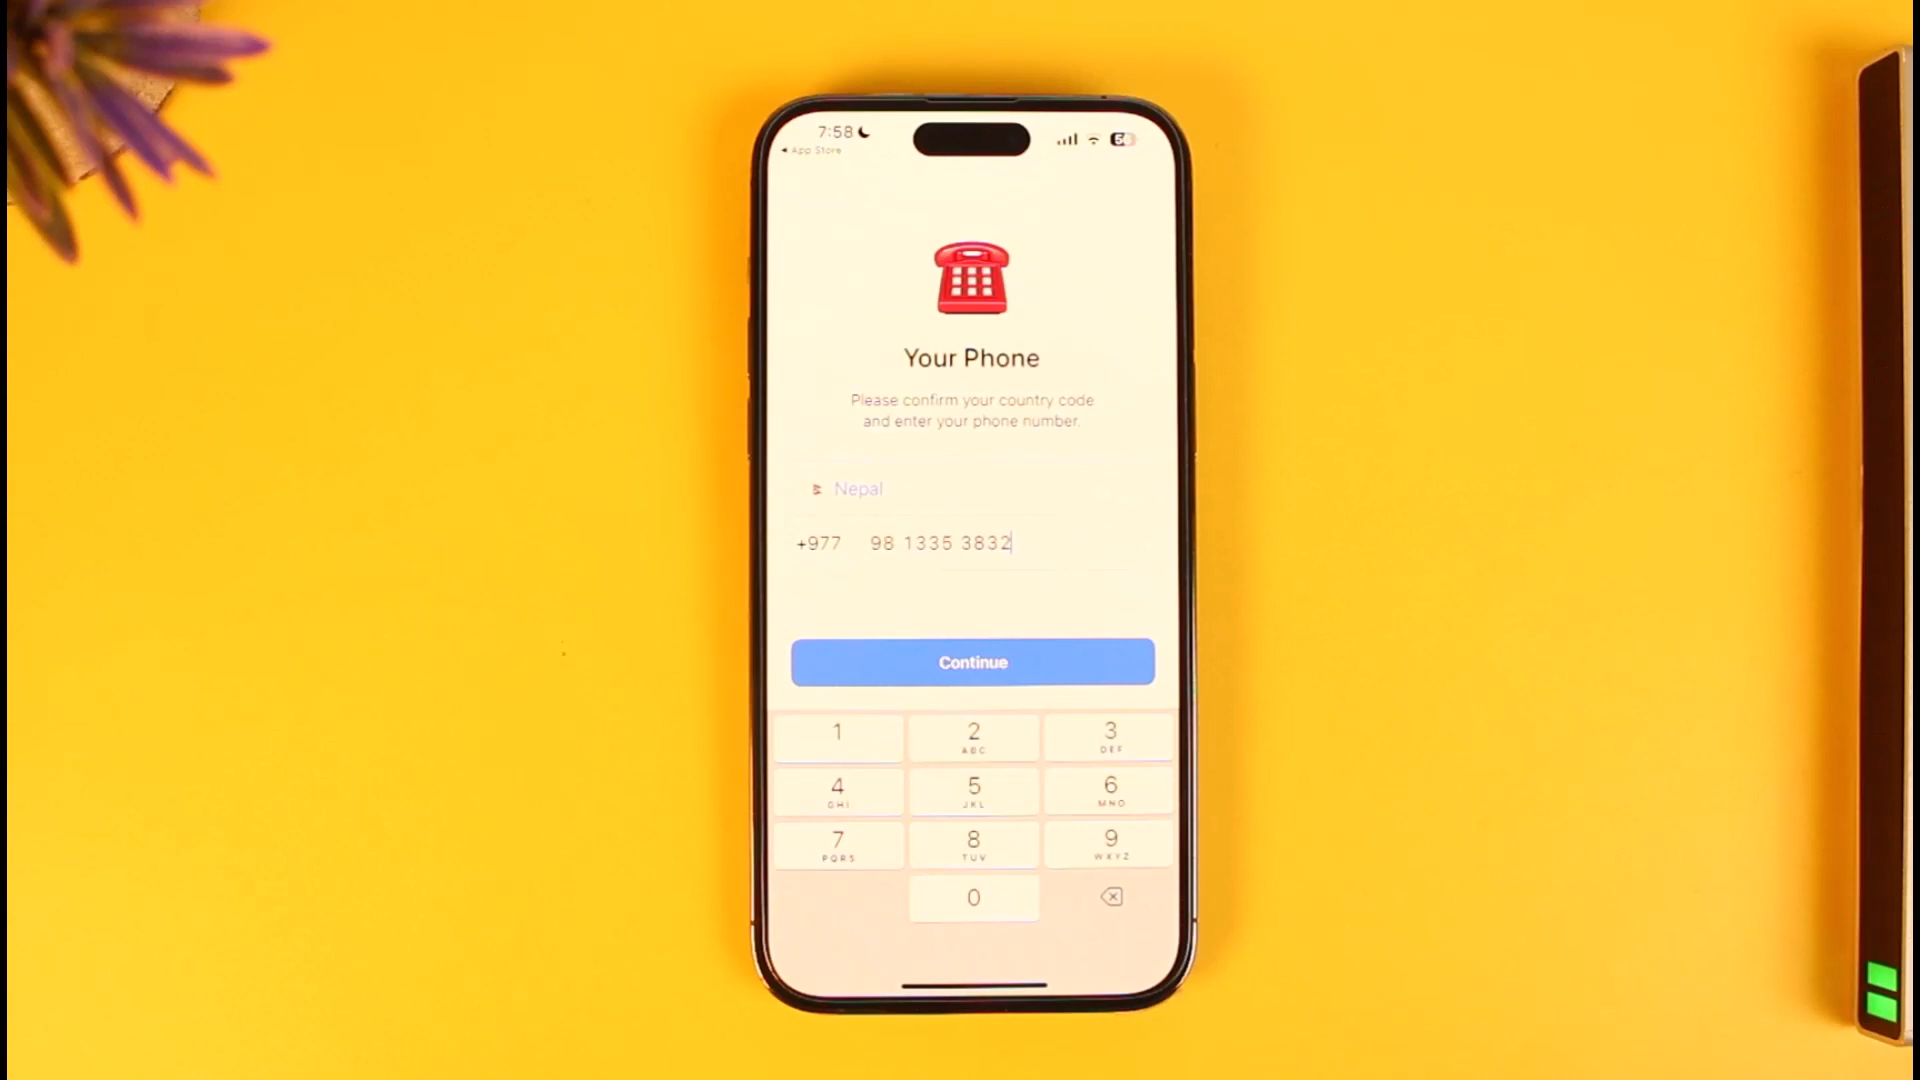 7:58
56
◄ App Store
Your Phone
Please confirm your country code
and enter your phone number.
Nepal
+977 98 1335 3832
Continue
1
2
ABC
3
DEF
4
GHI
5
JKL
6
MNO
7
PQRS
8
TUV
9
WXYZ
0